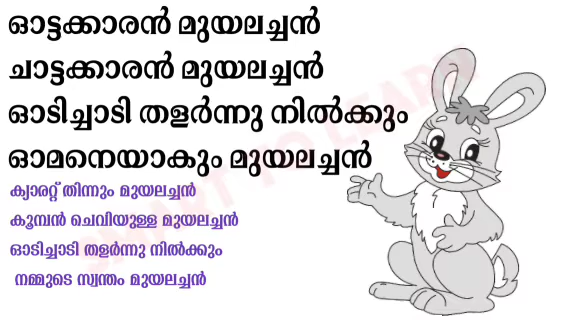 ഓട്ടക്കാരൻ മുയലച്ചൻ
ചാട്ടക്കാരൻ മുയലച്ചൻ
ഓടിച്ചാടി തളർന്നു നിൽക്കും
ഓമനെയാകും മുയലച്ചൻ
ക്യാരറ്റ് തിന്നും മുയലച്ചൻ
കൂമ്പൻ ചെവിയുള്ള മുയലച്ചൻ
ഓടിച്ചാടി തളർന്നു നിൽക്കും
നമ്മുടെ സ്വന്തം മുയലച്ചൻ